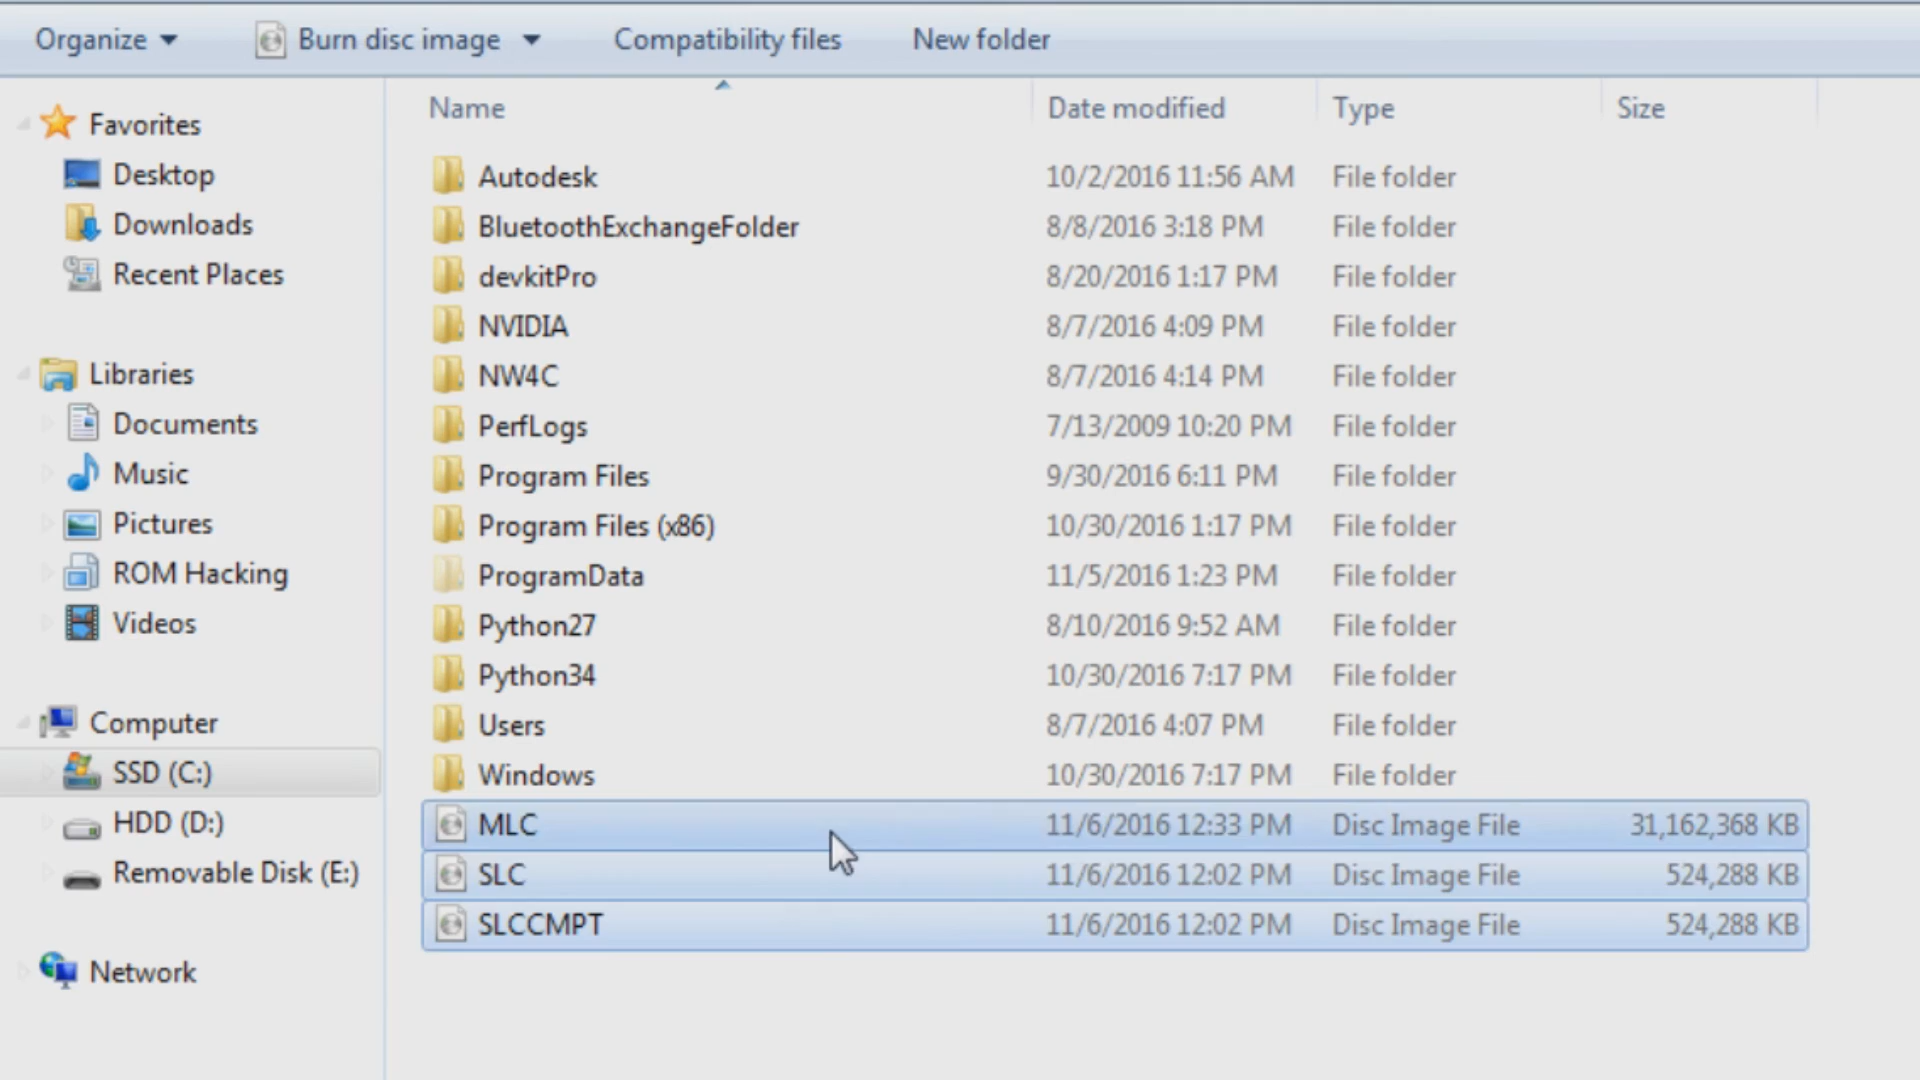 Organize Burn disc image Compatibility files New folder
Favorites
Desktop
Downloads
Recent Places
Libraries
Documents
Music
Pictures
ROM Hacking
Videos
Computer
SSD (C:)
HDD (D:)
Removable Disk (E:)
Network
Name Date modified Type Size
Autodesk 10/2/2016 11:56 AM File folder
BluetoothExchangeFolder 8/8/2016 3:18 PM File folder
devkitPro 8/20/2016 1:17 PM File folder
NVIDIA 8/7/2016 4:09 PM File folder
NW4C 8/7/2016 4:14 PM File folder
PerfLogs 7/13/2009 10:20 PM File folder
Program Files 9/30/2016 6:11 PM File folder
Program Files (x86) 10/30/2016 1:17 PM File folder
ProgramData 11/5/2016 1:23 PM File folder
Python27 8/10/2016 9:52 AM File folder
Python34 10/30/2016 7:17 PM File folder
Users 8/7/2016 4:07 PM File folder
Windows 10/30/2016 7:17 PM File folder
MLC 11/6/2016 12:33 PM Disc Image File 31,162,368 KB
SLC 11/6/2016 12:02 PM Disc Image File 524,288 KB
SLCCMPT 11/6/2016 12:02 PM Disc Image File 524,288 KB